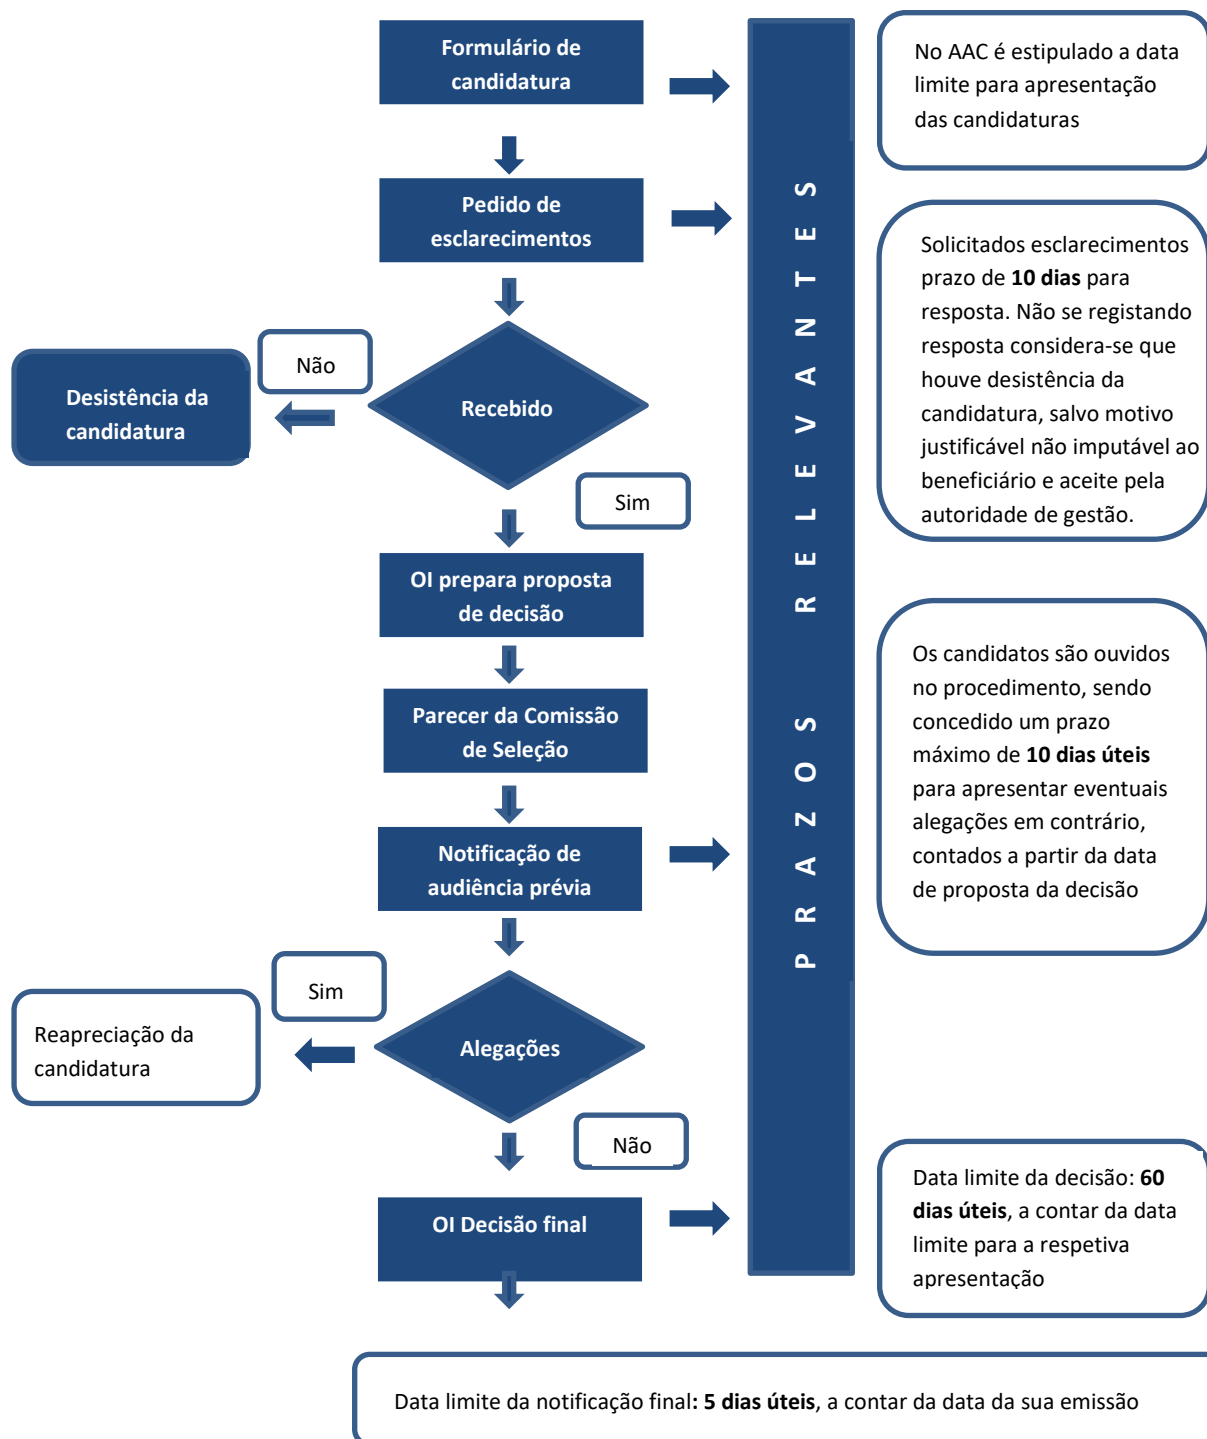 Formulário de
candidatura
No AAC é estipulado a data
limite para apresentação
das candidaturas
Pedido de
esclarecimentos
Solicitados esclarecimentos
prazo de 10 dias para
resposta. Não se registando
resposta considera-se que
houve desistência da
candidatura, salvo motivo
justificável não imputável ao
beneficiário e aceite pela
autoridade de gestão.
Não
Desistência da
candidatura
Recebido
Sim
OI prepara proposta
de decisão
Parecer da Comissão
de Seleção
Os candidatos são ouvidos
no procedimento, sendo
concedido um prazo
máximo de 10 dias úteis
para apresentar eventuais
alegações em contrário,
contados a partir da data
de proposta da decisão
Notificação de
audiência prévia
Sim
Reapreciação da
candidatura
Alegações
Não
OI Decisão final
Data limite da decisão: 60
dias úteis, a contar da data
limite para a respetiva
apresentação
PRAZOS RELEVANTES
Data limite da notificação final: 5 dias úteis, a contar da data da sua emissão